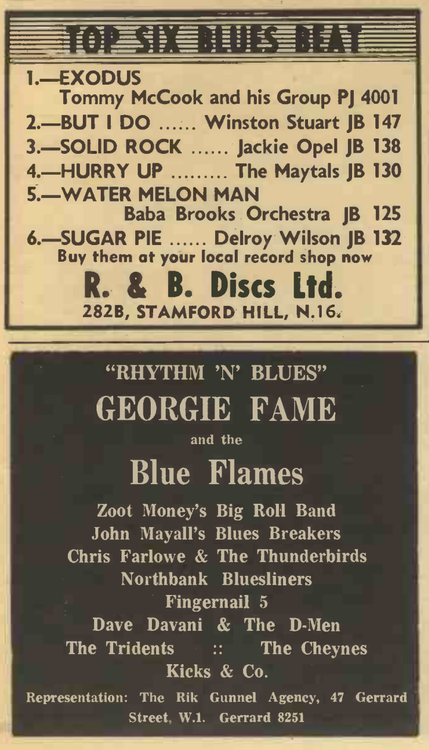 TOP SIX BLUES BEAT
1.—EXODUS
Tommy McCook and his Group PJ 4001
2.—BUT I DO ...... Winston Stuart JB 147
3.—SOLID ROCK ...... Jackie Opel JB 138
4.—HURRY UP ......... The Maytals JB 130
5.—WATER MELON MAN
Baba Brooks Orchestra JB 125
6.—SUGAR PIE ...... Delroy Wilson JB 132
Buy them at your local record shop now
R. & B. Discs Ltd.
282B, STAMFORD HILL, N.16.
"RHYTHM 'N' BLUES"
GEORGIE FAME
and the
Blue Flames
Zoot Money's Big Roll Band
John Mayall's Blues Breakers
Chris Farlowe & The Thunderbirds
Northbank Bluesliners
Fingernail 5
Dave Davani & The D-Men
The Tridents :: The Cheynes
Kicks & Co.
Representation: The Rik Gunnel Agency, 47 Gerrard
Street, W.1. Gerrard 8251